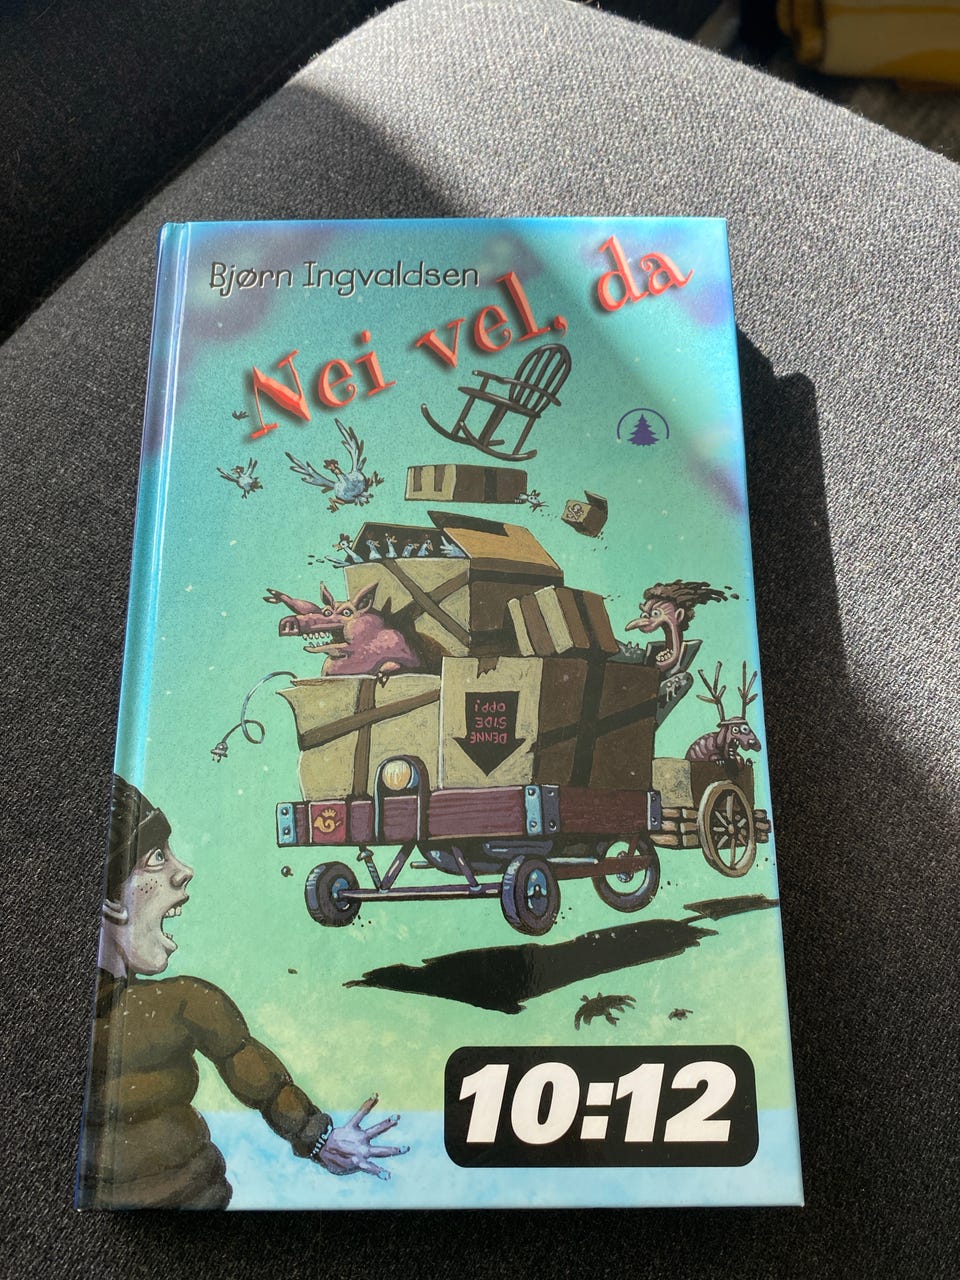 Bjørn Ingvaldsen
Nei vel, da
DENNE
SIDE
OPP!
10:12